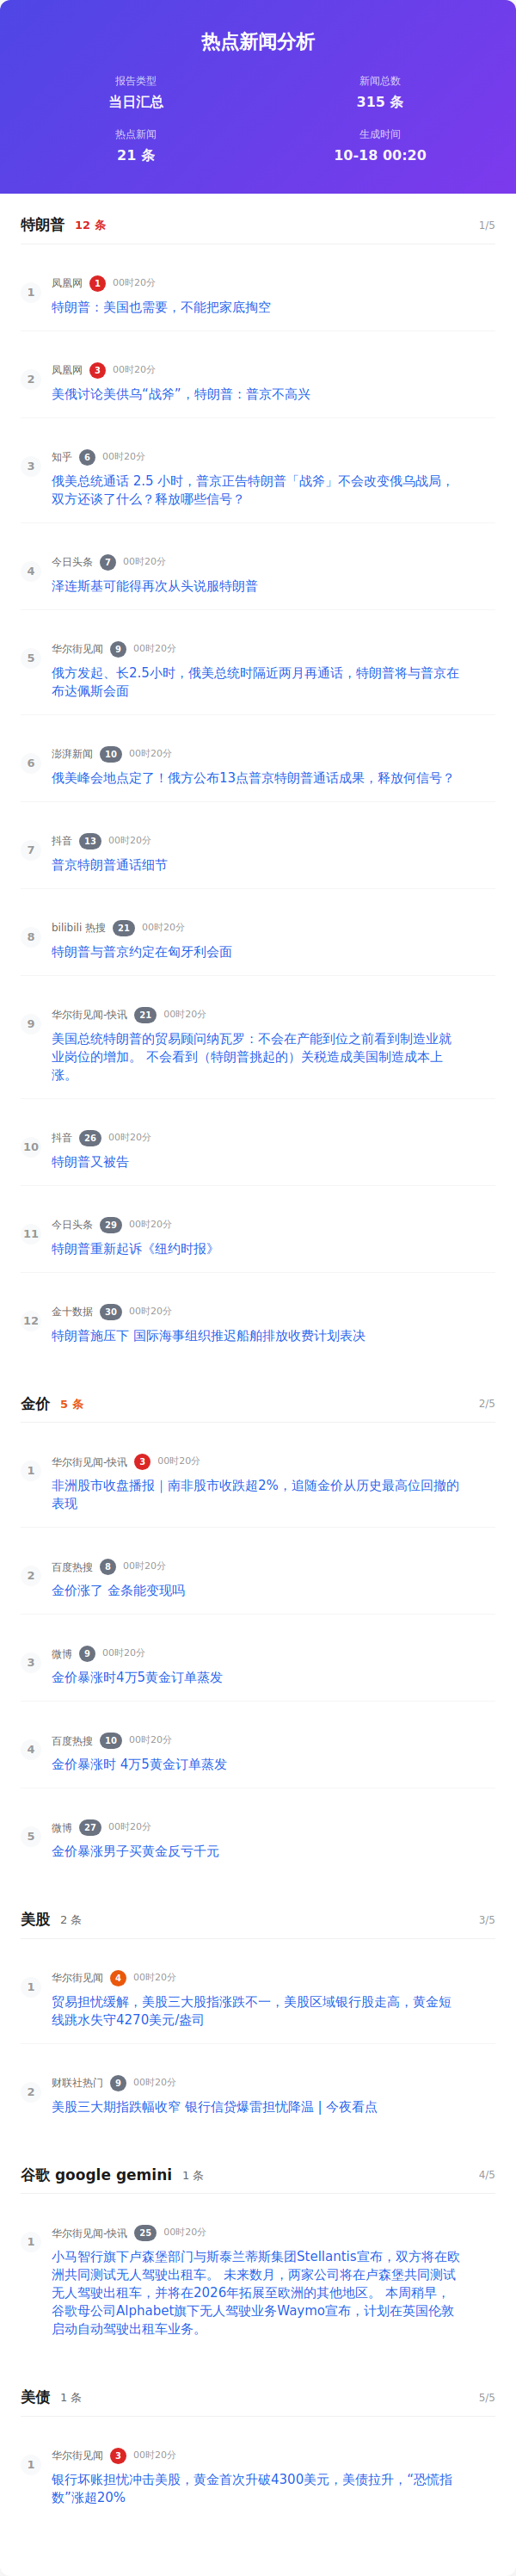 热点新闻分析
报告类型
当日汇总
新闻总数
315 条
热点新闻
21 条
生成时间
10-18 00:20
特朗普 12 条 1/5
1
凤凰网 1 00时20分
特朗普：美国也需要，不能把家底掏空
2
凤凰网 3 00时20分
美俄讨论美供乌“战斧”，特朗普：普京不高兴
3
知乎 6 00时20分
俄美总统通话 2.5 小时，普京正告特朗普「战斧」不会改变俄乌战局，
双方还谈了什么？释放哪些信号？
4
今日头条 7 00时20分
泽连斯基可能得再次从头说服特朗普
5
华尔街见闻 9 00时20分
俄方发起、长2.5小时，俄美总统时隔近两月再通话，特朗普将与普京在
布达佩斯会面
6
澎湃新闻 10 00时20分
俄美峰会地点定了！俄方公布13点普京特朗普通话成果，释放何信号？
7
抖音 13 00时20分
普京特朗普通话细节
8
bilibili 热搜 21 00时20分
特朗普与普京约定在匈牙利会面
9
华尔街见闻-快讯 21 00时20分
美国总统特朗普的贸易顾问纳瓦罗：不会在产能到位之前看到制造业就
业岗位的增加。 不会看到（特朗普挑起的）关税造成美国制造成本上
涨。
10
抖音 26 00时20分
特朗普又被告
11
今日头条 29 00时20分
特朗普重新起诉《纽约时报》
12
金十数据 30 00时20分
特朗普施压下 国际海事组织推迟船舶排放收费计划表决
金价 5 条 2/5
1
华尔街见闻-快讯 3 00时20分
非洲股市收盘播报｜南非股市收跌超2%，追随金价从历史最高位回撤的
表现
2
百度热搜 8 00时20分
金价涨了 金条能变现吗
3
微博 9 00时20分
金价暴涨时4万5黄金订单蒸发
4
百度热搜 10 00时20分
金价暴涨时 4万5黄金订单蒸发
5
微博 27 00时20分
金价暴涨男子买黄金反亏千元
美股 2 条 3/5
1
华尔街见闻 4 00时20分
贸易担忧缓解，美股三大股指涨跌不一，美股区域银行股走高，黄金短
线跳水失守4270美元/盎司
2
财联社热门 9 00时20分
美股三大期指跌幅收窄 银行信贷爆雷担忧降温 | 今夜看点
谷歌 google gemini 1 条 4/5
1
华尔街见闻-快讯 25 00时20分
小马智行旗下卢森堡部门与斯泰兰蒂斯集团Stellantis宣布，双方将在欧
洲共同测试无人驾驶出租车。 未来数月，两家公司将在卢森堡共同测试
无人驾驶出租车，并将在2026年拓展至欧洲的其他地区。 本周稍早，
谷歌母公司Alphabet旗下无人驾驶业务Waymo宣布，计划在英国伦敦
启动自动驾驶出租车业务。
美债 1 条 5/5
1
华尔街见闻 3 00时20分
银行坏账担忧冲击美股，黄金首次升破4300美元，美债拉升，“恐慌指
数”涨超20%